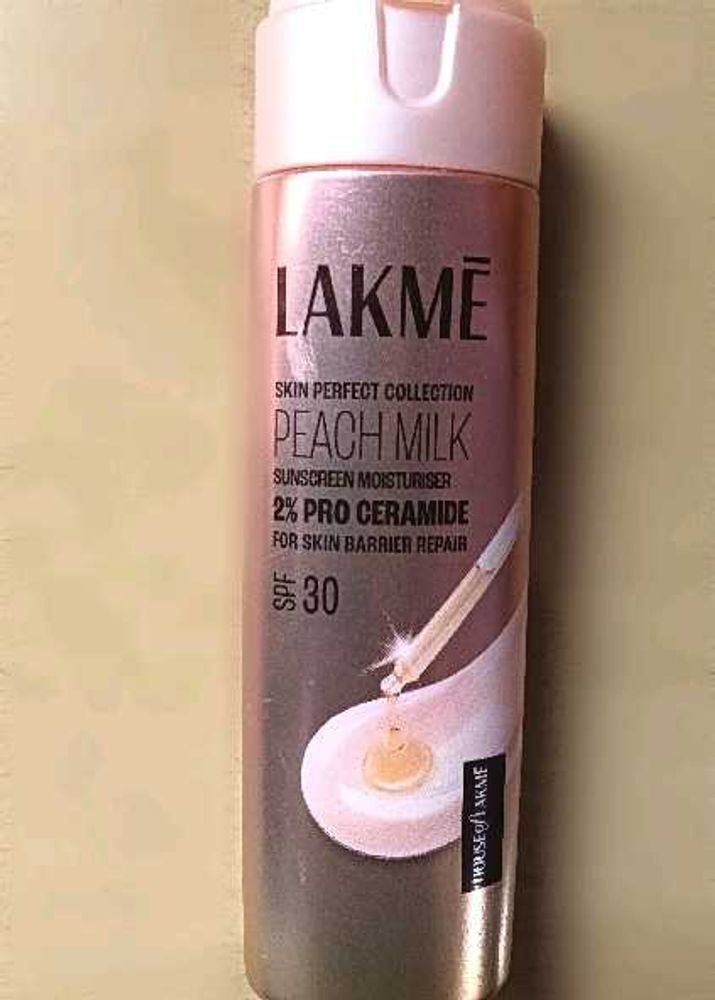 LAKMĒ
SKIN PERFECT COLLECTION
PEACH MILK
SUNSCREEN MOISTURISER
2% PRO CERAMIDE
FOR SKIN BARRIER REPAIR
SPF 30
HOUSE of LAKMĒ